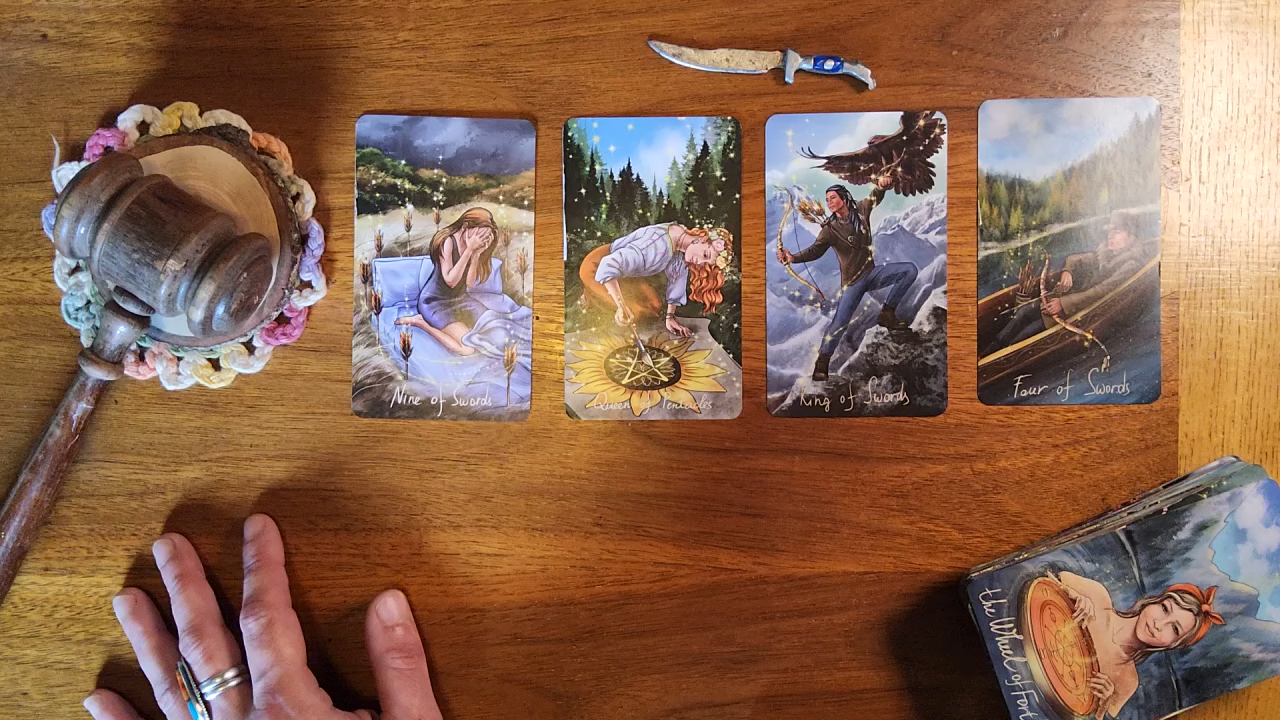 Nine of Swords
Queen of Pentacles
King of Swords
Four of Swords
the Wheel of Fort